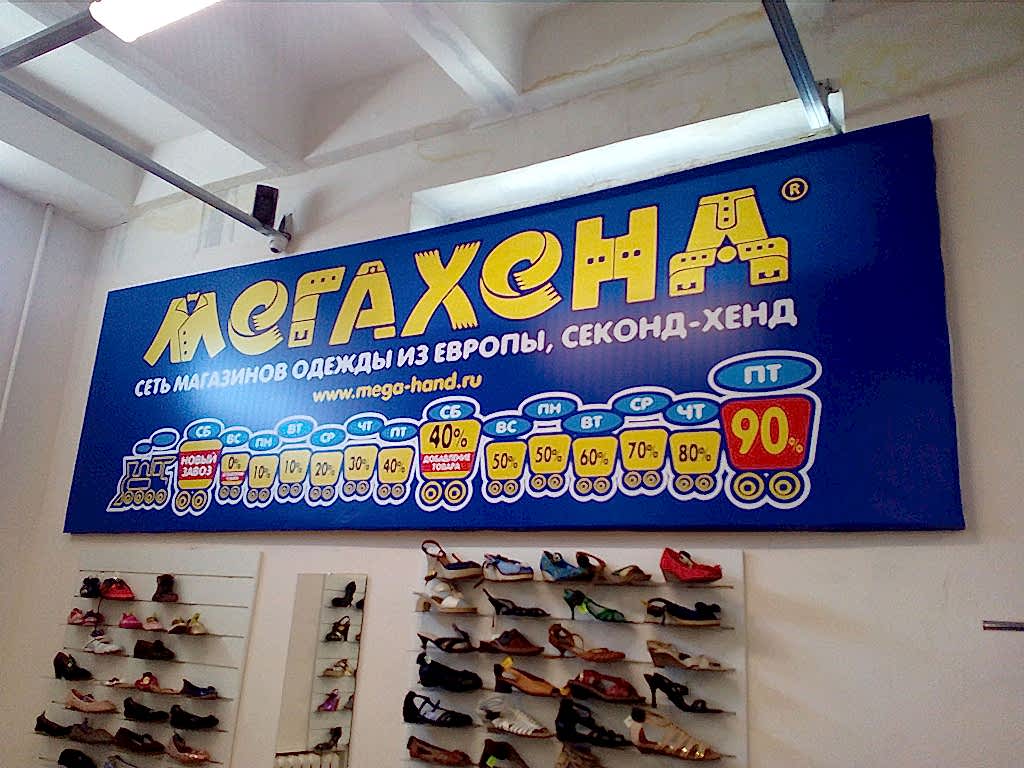 МЕГАХЕНД®
СЕТЬ МАГАЗИНОВ ОДЕЖДЫ ИЗ ЕВРОПЫ, СЕКОНД-ХЕНД
www.mega-hand.ru
СБ ВС ПН ВТ СР ЧТ ПТ СБ ВС ПН ВТ СР ЧТ ПТ
НОВЫЙ ЗАВОЗ 0% 10% 10% 20% 30% 40% 40% ДОБАВЛЕНИЕ ТОВАРА 50% 50% 60% 70% 80% 90%